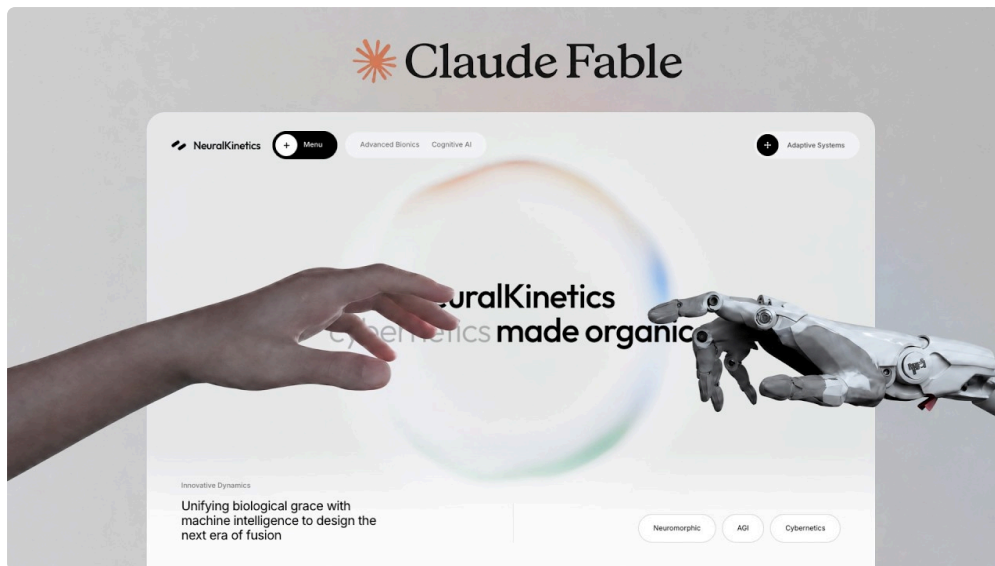 Claude Fable
NeuralKinetics
+ Menu
Advanced Bionics Cognitive AI
+ Adaptive Systems
uralKinetics
cybernetics made organic
Innovative Dynamics
Unifying biological grace with
machine intelligence to design the
next era of fusion
Neuromorphic AGI Cybernetics